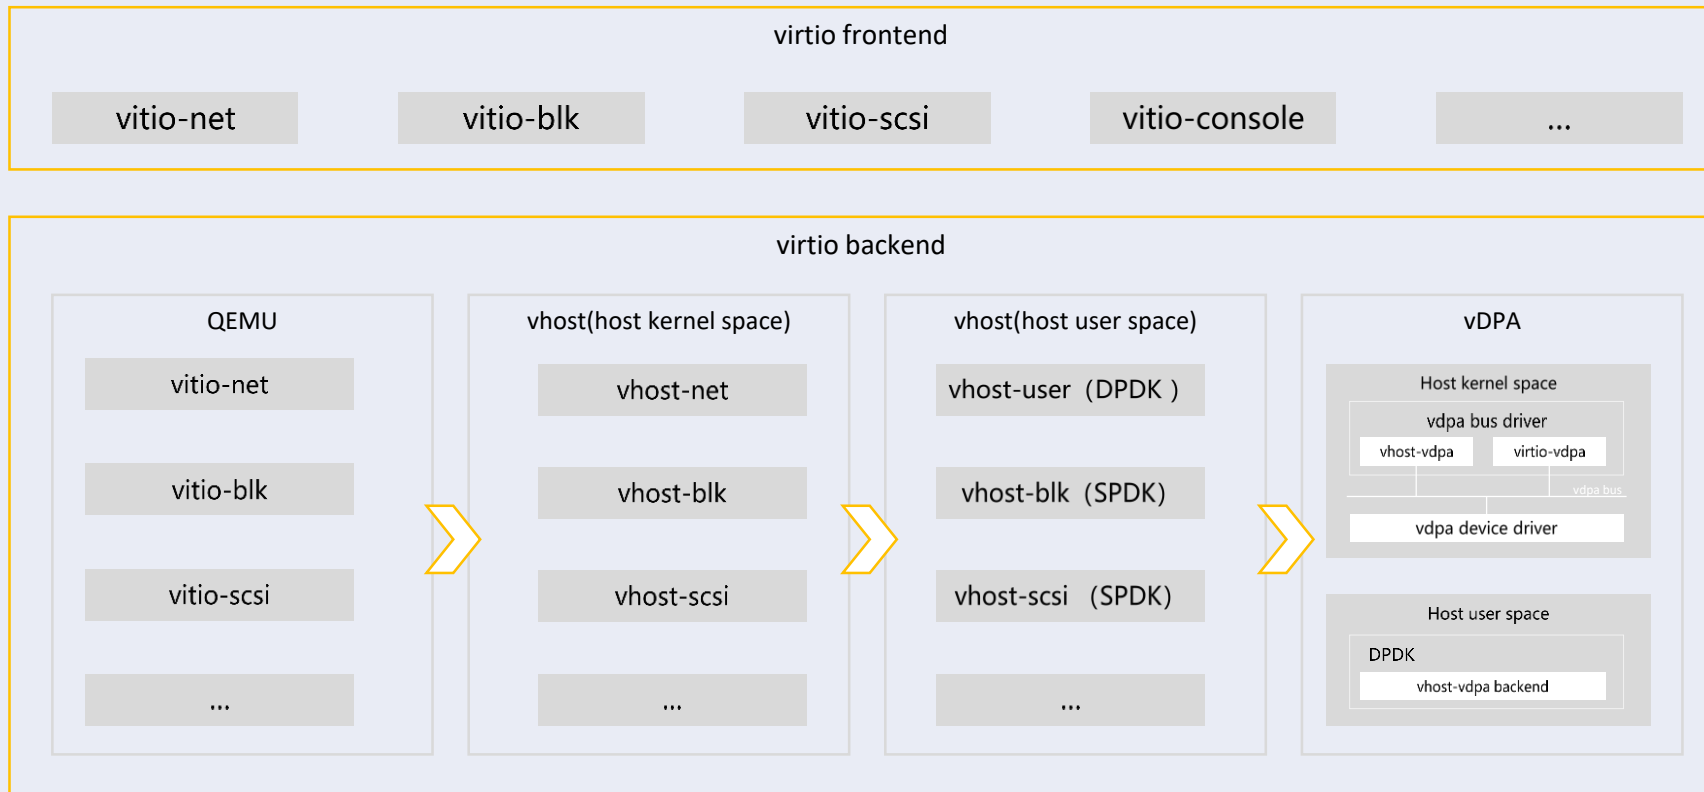 virtio frontend
vitio-net
vitio-blk
vitio-scsi
vitio-console
...
virtio backend
QEMU
vitio-net
vitio-blk
vitio-scsi
...
vhost(host kernel space)
vhost-net
vhost-blk
vhost-scsi
...
vhost(host user space)
vhost-user（DPDK ）
vhost-blk（SPDK）
vhost-scsi （SPDK）
...
vDPA
Host kernel space
vdpa bus driver
vhost-vdpa
virtio-vdpa
vdpa bus
vdpa device driver
Host user space
DPDK
vhost-vdpa backend